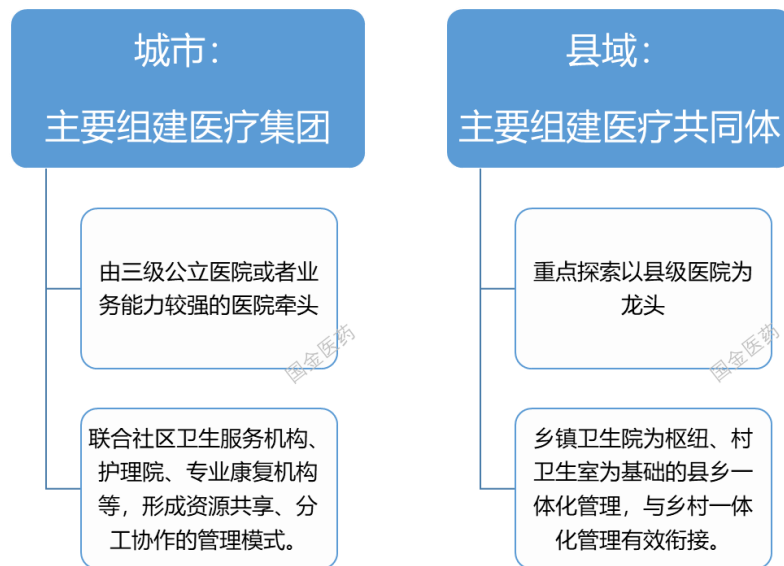 城市：
主要组建医疗集团
由三级公立医院或者业
务能力较强的医院牵头
国金医药
联合社区卫生服务机构、
护理院、专业康复机构
等，形成资源共享、分
工协作的管理模式。
县域：
主要组建医疗共同体
重点探索以县级医院为
龙头
国金医药
乡镇卫生院为枢纽、村
卫生室为基础的县乡一
体化管理，与乡村一体
化管理有效衔接。